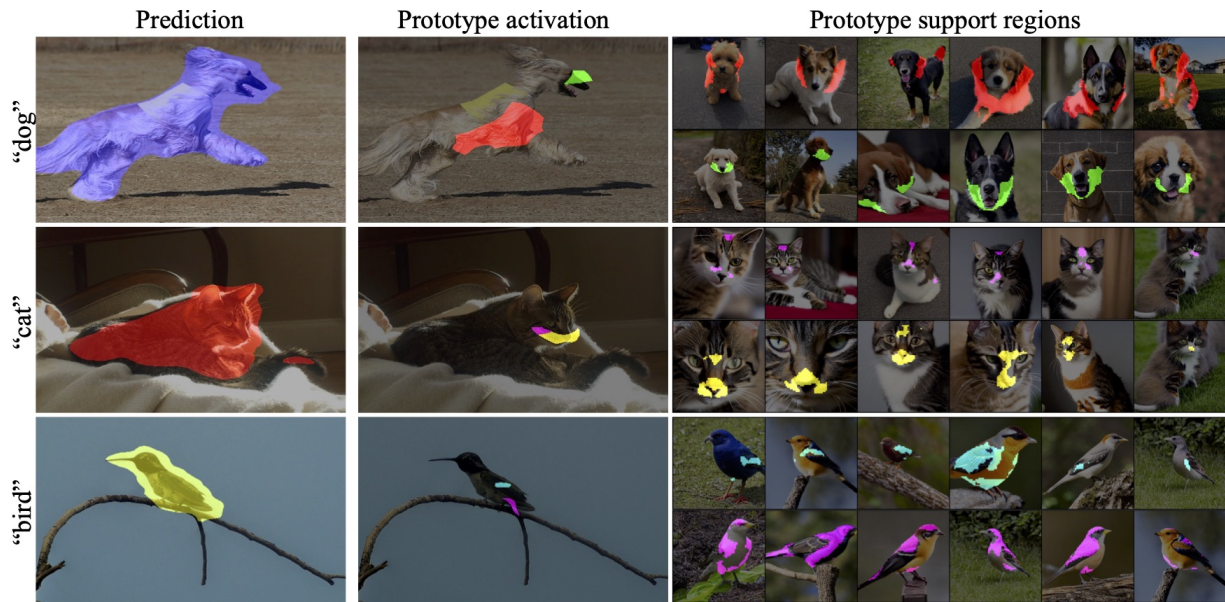 Prediction
Prototype activation
Prototype support regions
“dog”
“cat”
“bird”